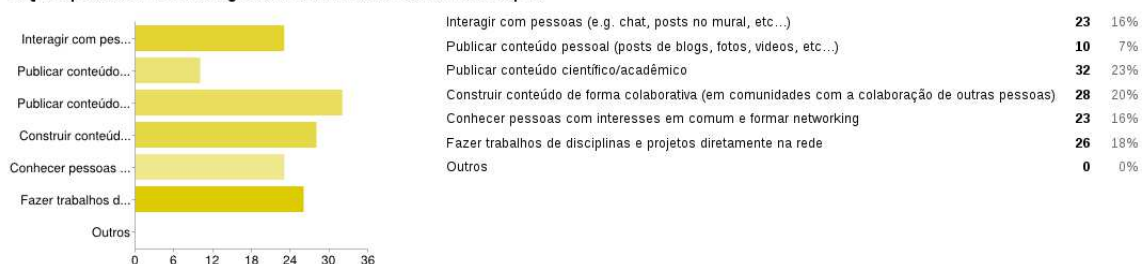 Interagir com pes...
Publicar conteúdo...
Publicar conteúdo...
Construir conteúd...
Conhecer pessoas ...
Fazer trabalhos d...
Outros
0 6 12 18 24 30 36
Interagir com pessoas (e.g. chat, posts no mural, etc...) 23 16%
Publicar conteúdo pessoal (posts de blogs, fotos, videos, etc...) 10 7%
Publicar conteúdo científico/acadêmico 32 23%
Construir conteúdo de forma colaborativa (em comunidades com a colaboração de outras pessoas) 28 20%
Conhecer pessoas com interesses em comum e formar networking 23 16%
Fazer trabalhos de disciplinas e projetos diretamente na rede 26 18%
Outros 0 0%